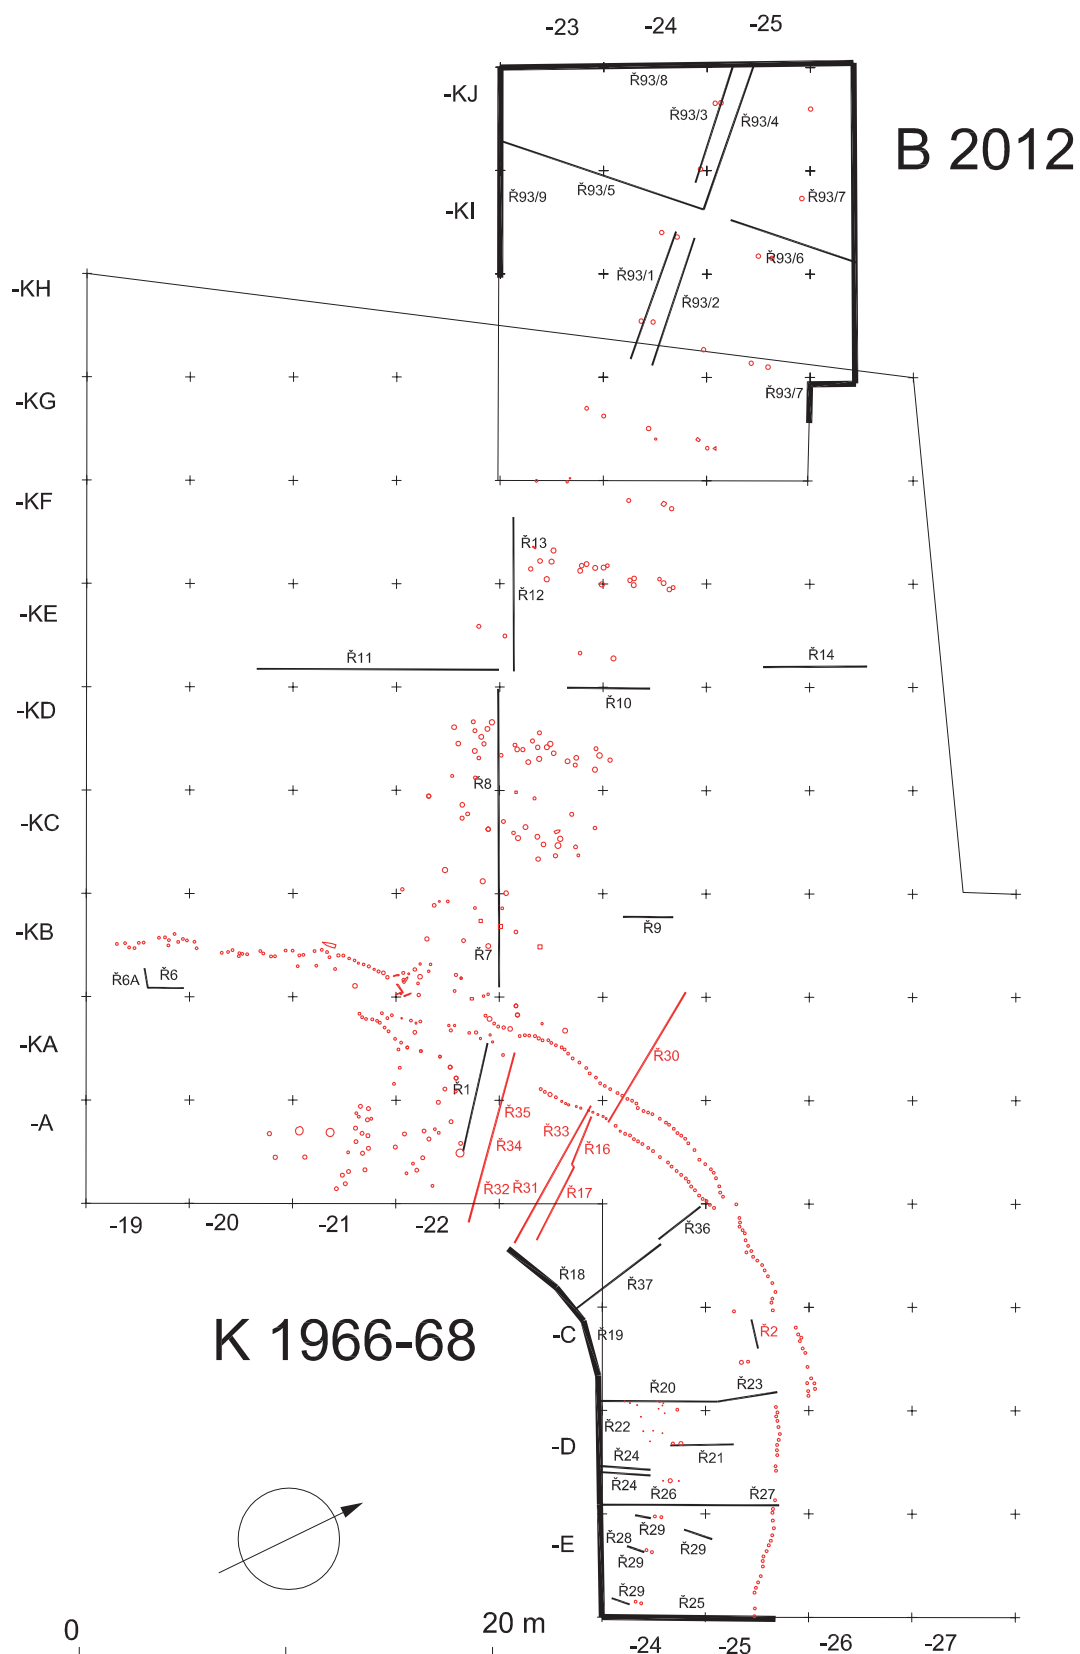 -23 -24 -25
-KJ
Ř93/8
Ř93/3
Ř93/4
B 2012
-KI
Ř93/9
Ř93/5
Ř93/7
Ř93/6
-KH
Ř93/1
Ř93/2
-KG
Ř93/7
-KF
Ř13
Ř12
-KE
Ř11
Ř14
-KD
Ř10
Ř8
-KC
-KB
Ř9
Ř7
Ř6A Ř6
-KA
Ř30
Ř1
-A
Ř35
Ř33
Ř34
Ř16
Ř32 Ř31 Ř17
-19 -20 -21 -22
Ř36
Ř18
Ř37
K 1966-68
-C
Ř19
Ř2
Ř20 Ř23
Ř22
-D
Ř24
Ř21
Ř24
Ř26 Ř27
-E
Ř28 Ř29
Ř29
Ř29
Ř29
Ř25
0 20 m
-24 -25 -26 -27